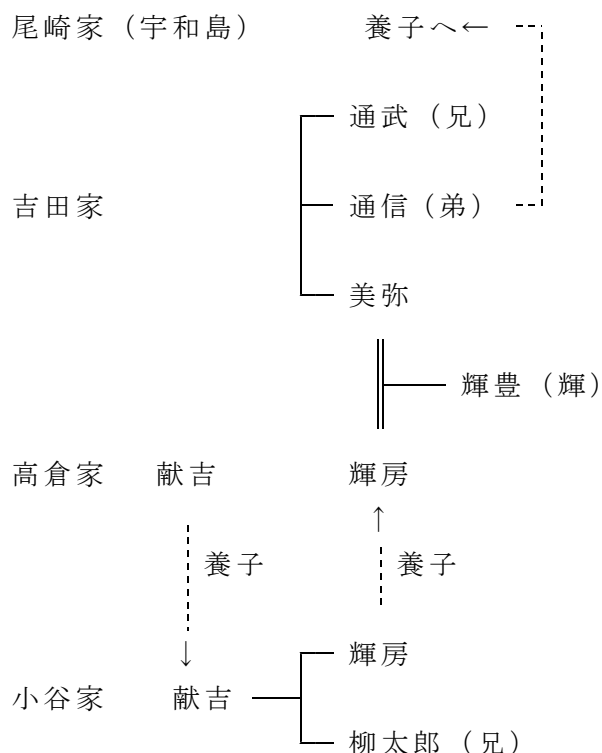 尾崎家（宇和島） 養子へ←
通武（兄）
吉田家 通信（弟）
美弥
輝豊（輝）
高倉家 献吉 輝房
↑
養子 養子
↓ 輝房
小谷家 献吉
柳太郎（兄）